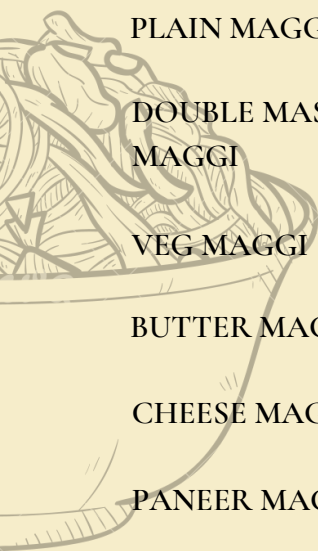 PLAIN MAGG
DOUBLE MAS
MAGGI
VEG MAGGI
BUTTER MAG
CHEESE MAG
PANEER MAG